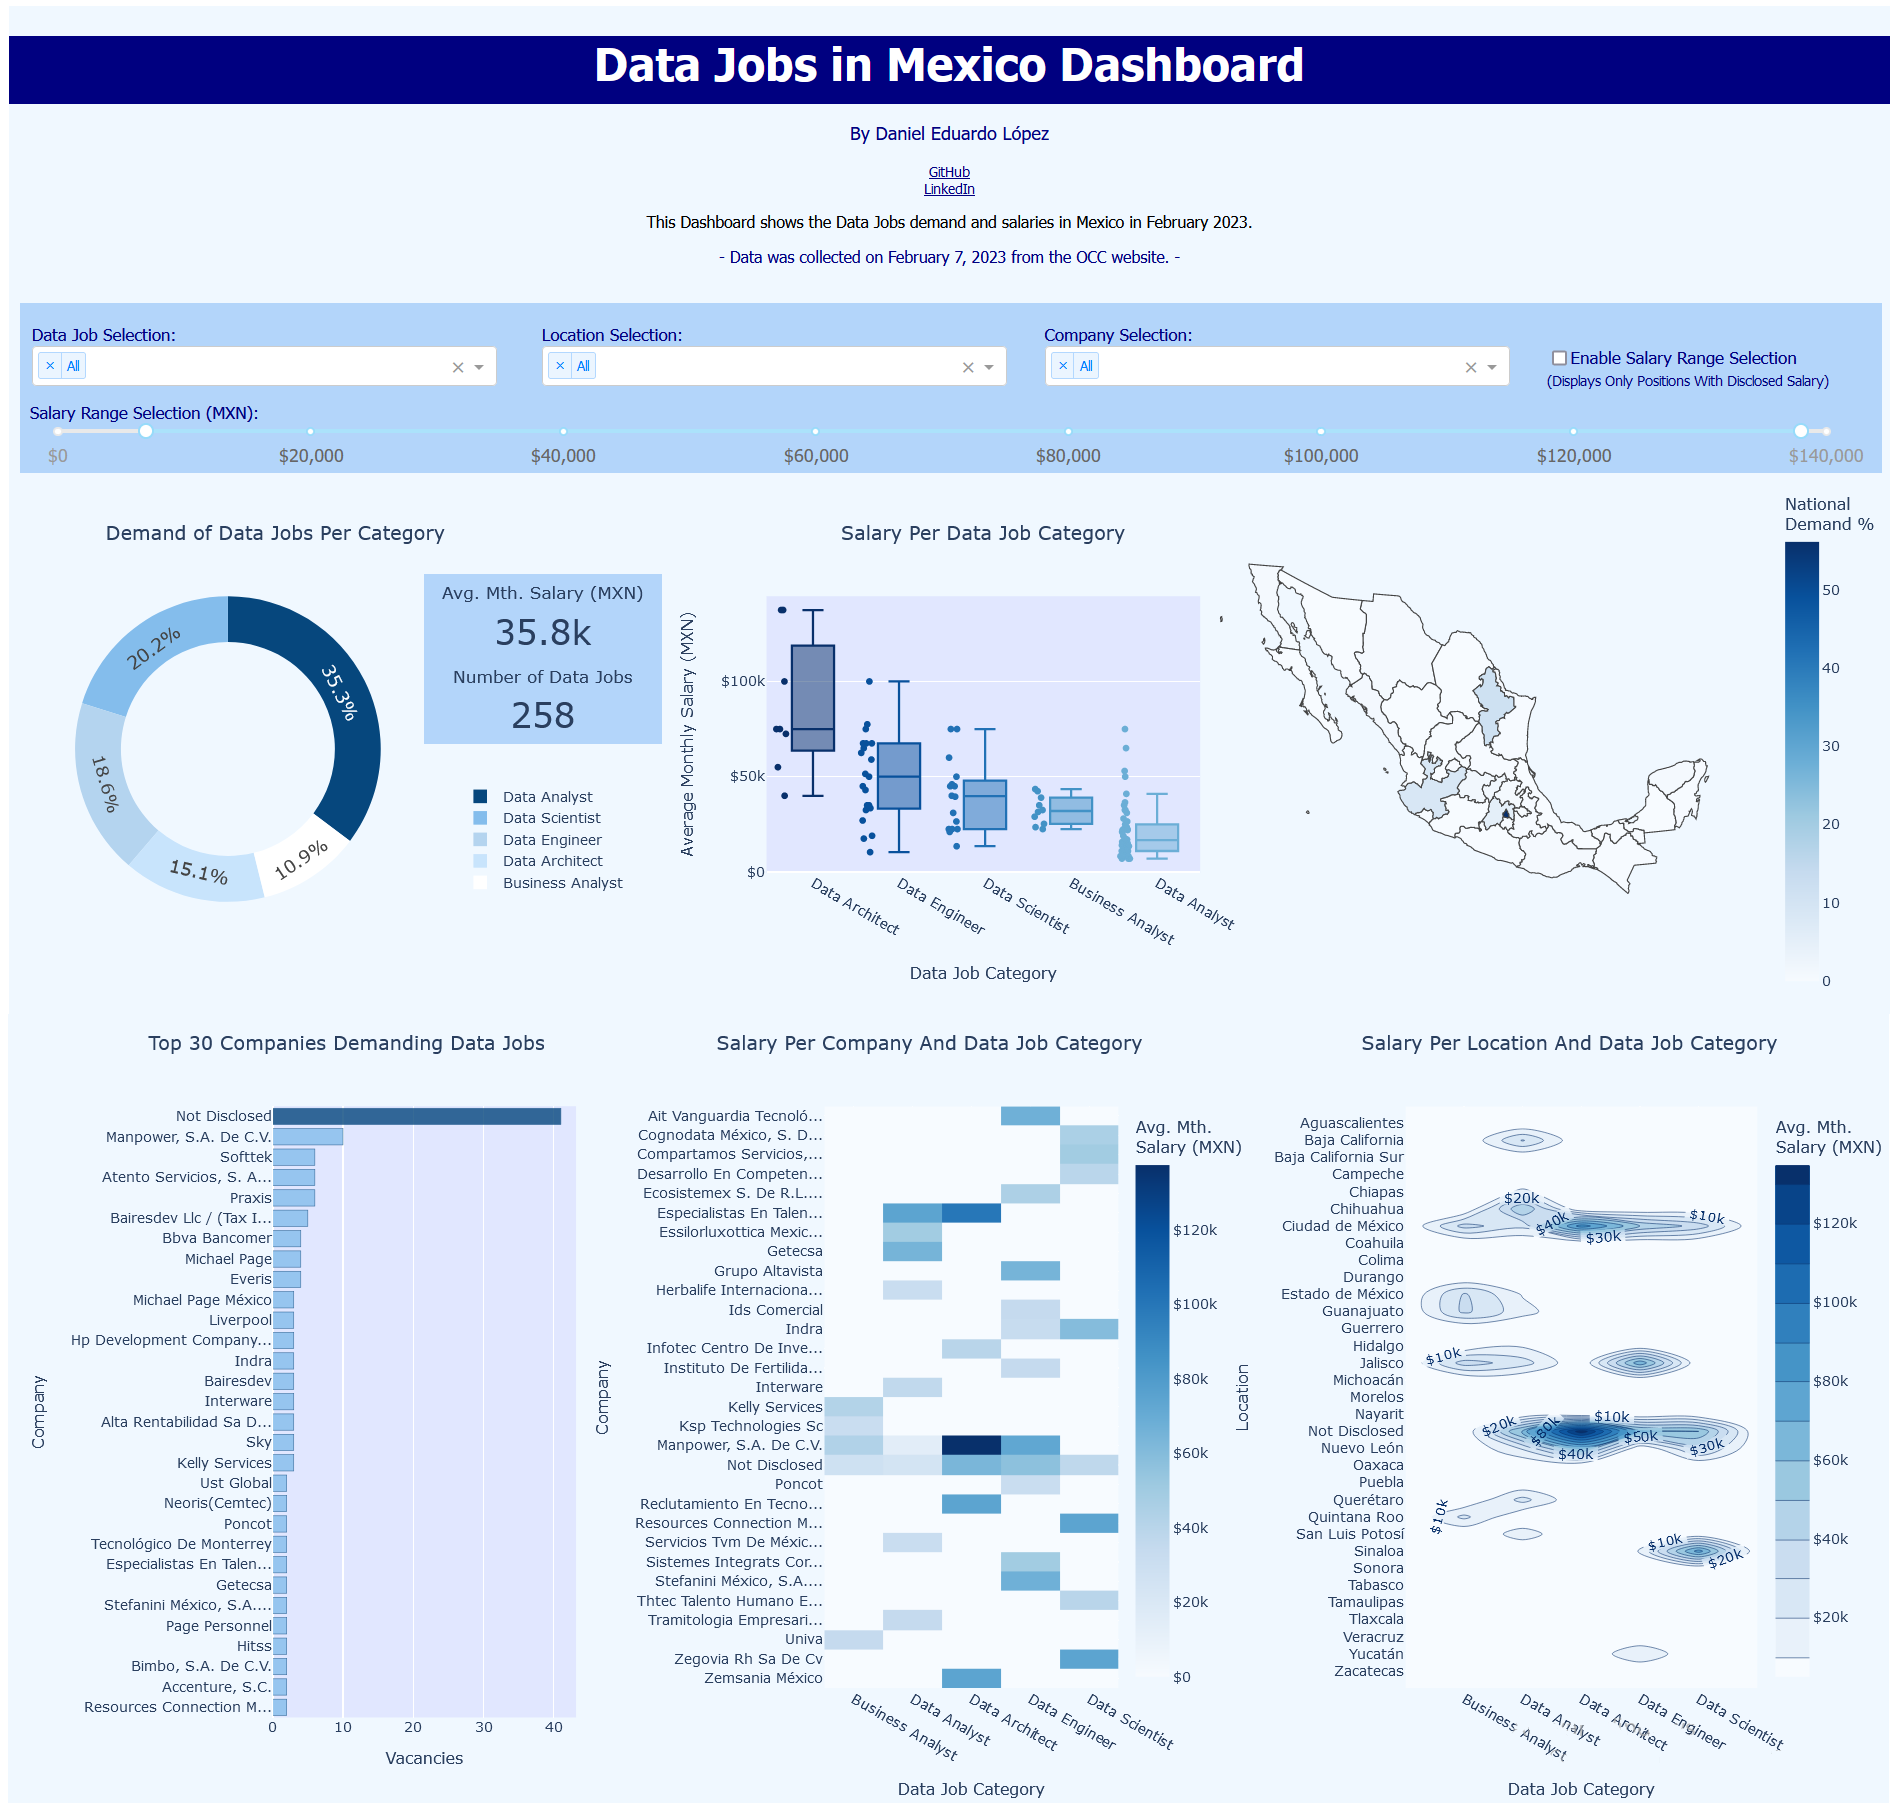 Data Jobs in Mexico Dashboard
By Daniel Eduardo López
GitHub
LinkedIn
This Dashboard shows the Data Jobs demand and salaries in Mexico in February 2023.
- Data was collected on February 7, 2023 from the OCC website. -
Data Job Selection:
× All
Location Selection:
× All
Company Selection:
× All
Enable Salary Range Selection
(Displays Only Positions With Disclosed Salary)
Salary Range Selection (MXN):
$0 $20,000 $40,000 $60,000 $80,000 $100,000 $120,000 $140,000
Demand of Data Jobs Per Category
35.3%
20.2%
18.6%
15.1%
10.9%
Avg. Mth. Salary (MXN)
35.8k
Number of Data Jobs
258
Data Analyst
Data Scientist
Data Engineer
Data Architect
Business Analyst
Salary Per Data Job Category
Average Monthly Salary (MXN)
$100k
$50k
$0
Data Architect
Data Engineer
Data Scientist
Business Analyst
Data Analyst
Data Job Category
National
Demand %
50
40
30
20
10
0
Top 30 Companies Demanding Data Jobs
Company
Not Disclosed
Manpower, S.A. De C.V.
Softtek
Atento Servicios, S. A...
Praxis
Bairesdev Llc / (Tax I...
Bbva Bancomer
Michael Page
Everis
Michael Page México
Liverpool
Hp Development Company...
Indra
Bairesdev
Interware
Alta Rentabilidad Sa D...
Sky
Kelly Services
Ust Global
Neoris(Cemtec)
Poncot
Tecnológico De Monterrey
Especialistas En Talen...
Getecsa
Stefanini México, S.A....
Page Personnel
Hitss
Bimbo, S.A. De C.V.
Accenture, S.C.
Resources Connection M...
0 10 20 30 40
Vacancies
Salary Per Company And Data Job Category
Company
Ait Vanguardia Tecnoló...
Cognodata México, S. D...
Compartamos Servicios,...
Desarrollo En Competen...
Ecosistemex S. De R.L....
Especialistas En Talen...
Essilorluxottica Mexic...
Getecsa
Grupo Altavista
Herbalife Internaciona...
Ids Comercial
Indra
Infotec Centro De Inve...
Instituto De Fertilida...
Interware
Kelly Services
Ksp Technologies Sc
Manpower, S.A. De C.V.
Not Disclosed
Poncot
Reclutamiento En Tecno...
Resources Connection M...
Servicios Tvm De Méxic...
Sistemes Integrats Cor...
Stefanini México, S.A....
Thtec Talento Humano E...
Tramitologia Empresari...
Univa
Zegovia Rh Sa De Cv
Zemsania México
Business Analyst
Data Analyst
Data Architect
Data Engineer
Data Scientist
Data Job Category
Avg. Mth.
Salary (MXN)
$120k
$100k
$80k
$60k
$40k
$20k
$0
Salary Per Location And Data Job Category
Location
Aguascalientes
Baja California
Baja California Sur
Campeche
Chiapas
Chihuahua
Ciudad de México
Coahuila
Colima
Durango
Estado de México
Guanajuato
Guerrero
Hidalgo
Jalisco
Michoacán
Morelos
Nayarit
Not Disclosed
Nuevo León
Oaxaca
Puebla
Querétaro
Quintana Roo
San Luis Potosí
Sinaloa
Sonora
Tabasco
Tamaulipas
Tlaxcala
Veracruz
Yucatán
Zacatecas
$20k
$40k
$30k
$10k
$10k
$20k
$80k
$10k
$50k
$40k
$30k
$10k
$10k
$20k
Business Analyst
Data Analyst
Data Architect
Data Engineer
Data Scientist
Data Job Category
Avg. Mth.
Salary (MXN)
$120k
$100k
$80k
$60k
$40k
$20k